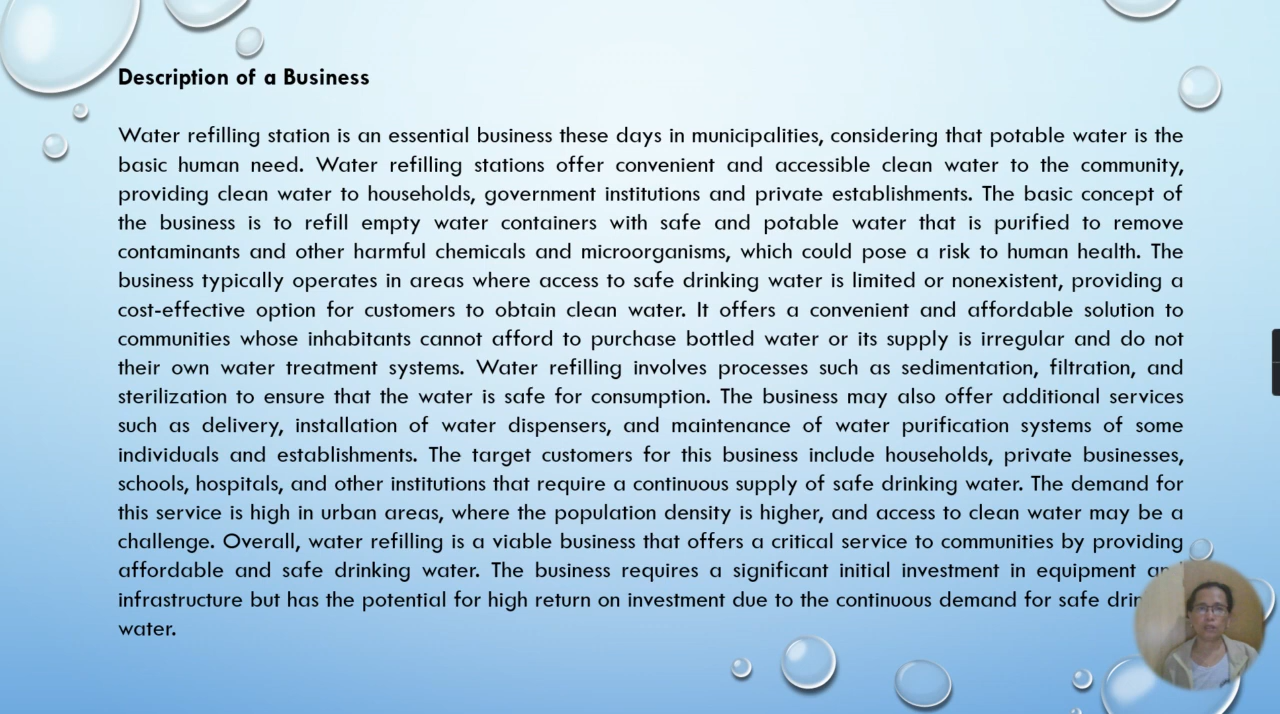 Description of a Business
Water refilling station is an essential business these days in municipalities, considering that potable water is the
basic human need. Water refilling stations offer convenient and accessible clean water to the community,
providing clean water to households, government institutions and private establishments. The basic concept of
the business is to refill empty water containers with safe and potable water that is purified to remove
contaminants and other harmful chemicals and microorganisms, which could pose a risk to human health. The
business typically operates in areas where access to safe drinking water is limited or nonexistent, providing a
cost-effective option for customers to obtain clean water. It offers a convenient and affordable solution to
communities whose inhabitants cannot afford to purchase bottled water or its supply is irregular and do not
their own water treatment systems. Water refilling involves processes such as sedimentation, filtration, and
sterilization to ensure that the water is safe for consumption. The business may also offer additional services
such as delivery, installation of water dispensers, and maintenance of water purification systems of some
individuals and establishments. The target customers for this business include households, private businesses,
schools, hospitals, and other institutions that require a continuous supply of safe drinking water. The demand for
this service is high in urban areas, where the population density is higher, and access to clean water may be a
challenge. Overall, water refilling is a viable business that offers a critical service to communities by providing
affordable and safe drinking water. The business requires a significant initial investment in equipment
infrastructure but has the potential for high return on investment due to the continuous demand for safe
water.